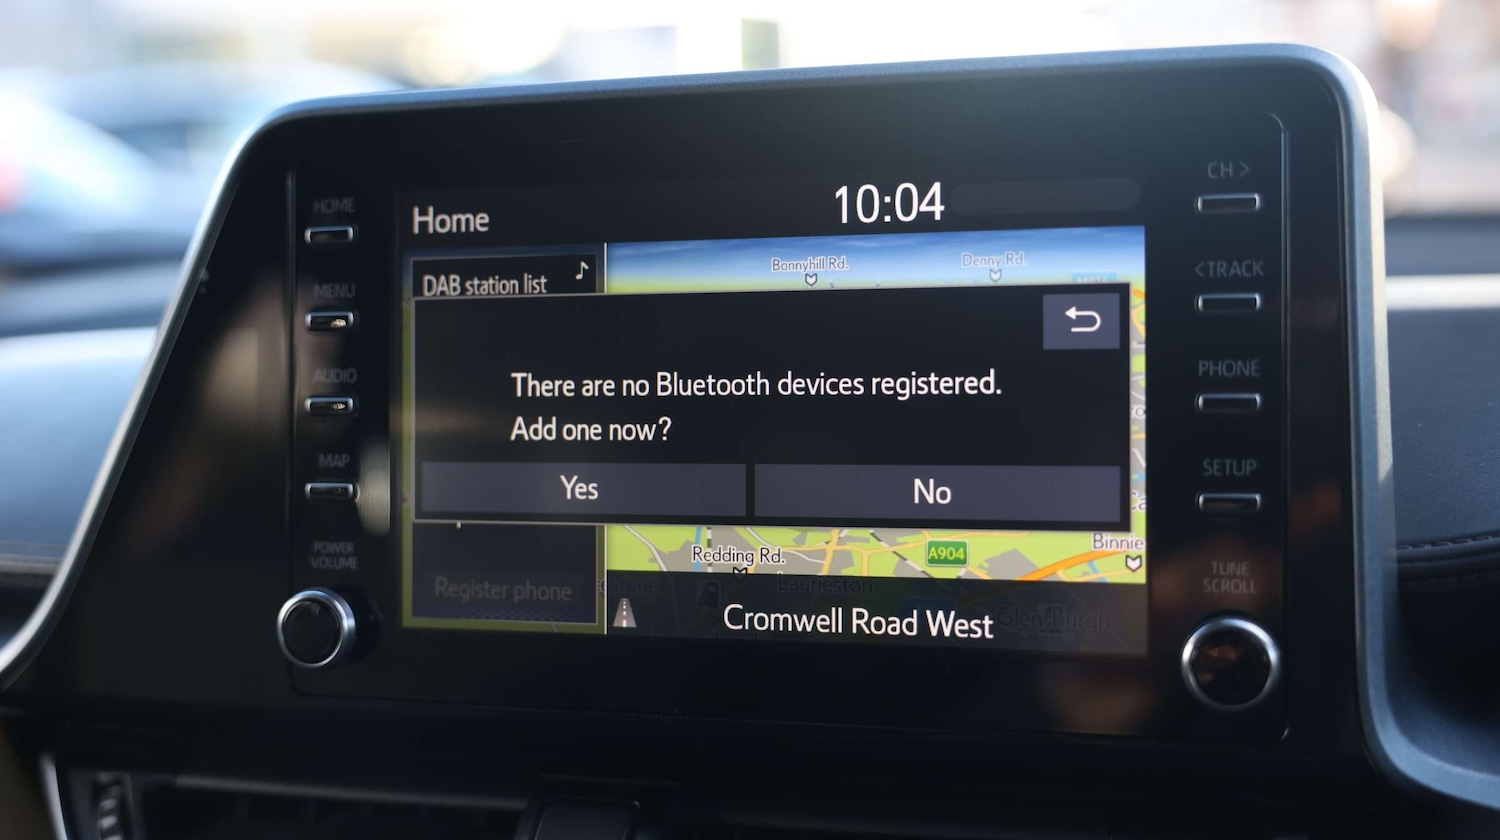 HOME
MENU
AUDIO
MAP
POWER
VOLUME
Home
10:04
DAB station list
Bonnyhill Rd.
Denny Rd.
There are no Bluetooth devices registered.
Add one now?
Yes
No
Redding Rd.
A904
Binnie
Laurieston
Register phone
Cromwell Road West
Glensburgh
CH >
<TRACK
PHONE
SETUP
TUNE
SCROLL